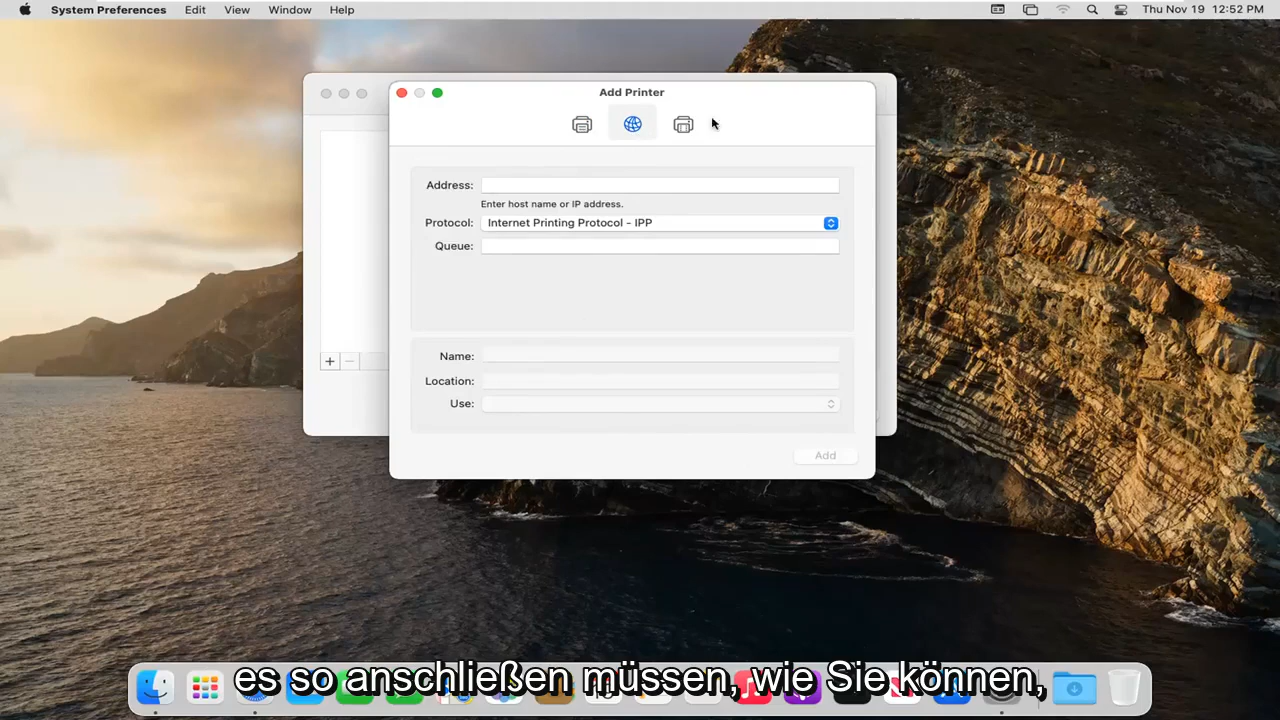 System Preferences Edit View Window Help Thu Nov 19 12:52 PM
Add Printer
Address:
Enter host name or IP address.
Protocol: Internet Printing Protocol – IPP
Queue:
Name:
Location:
Use:
Add
es so anschließen müssen, wie Sie können,